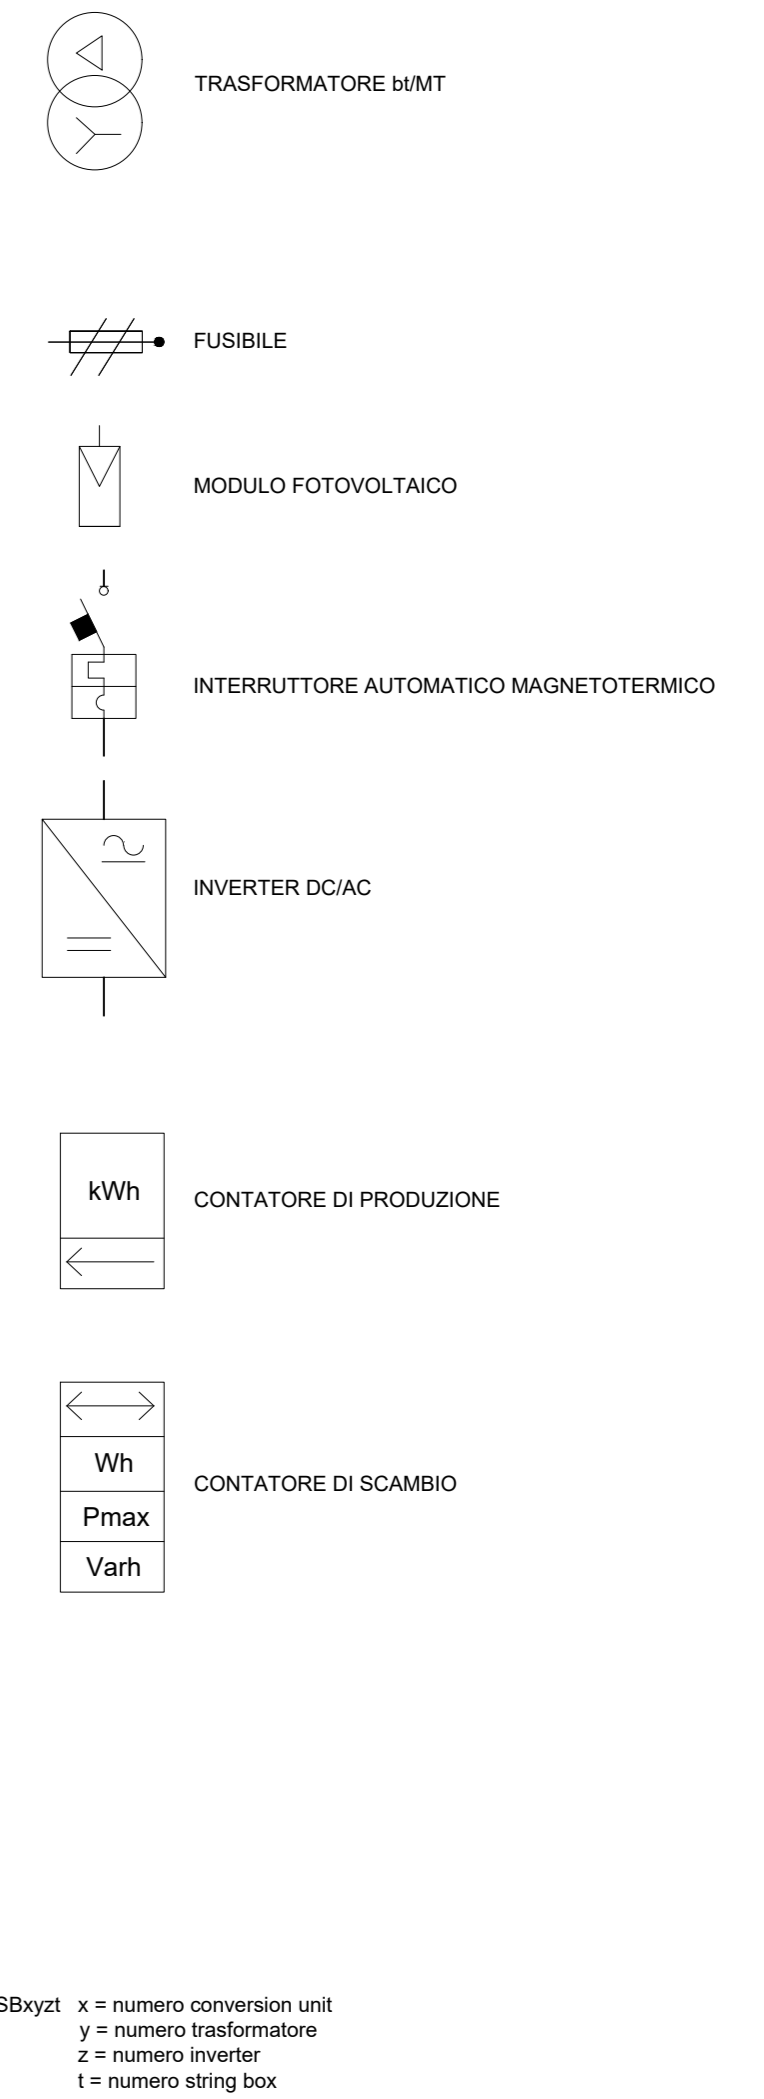 TRASFORMATORE bt/MT
FUSIBILE
MODULO FOTOVOLTAICO
INTERRUTTORE AUTOMATICO MAGNETOTERMICO
INVERTER DC/AC
kWh
CONTATORE DI PRODUZIONE
Wh
Pmax
Varh
CONTATORE DI SCAMBIO
SBxyzt x = numero conversion unit
y = numero trasformatore
z = numero inverter
t = numero string box